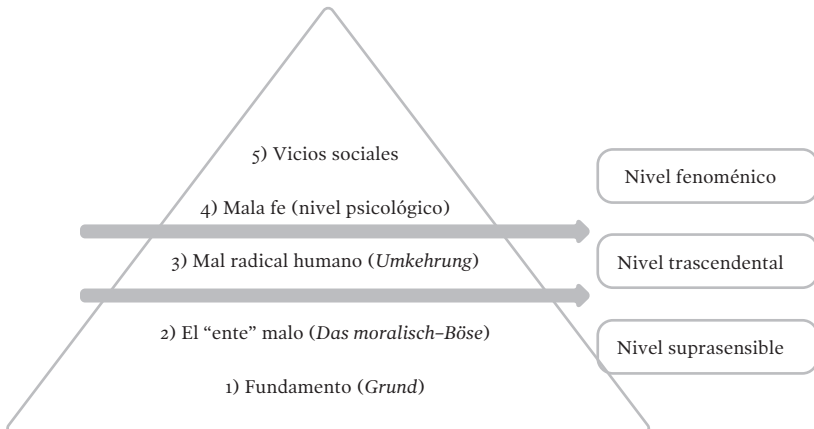 5) Vicios sociales
Nivel fenoménico
4) Mala fe (nivel psicológico)
3) Mal radical humano (Umkehrung)
Nivel trascendental
2) El “ente” malo (Das moralisch–Böse)
Nivel suprasensible
1) Fundamento (Grund)